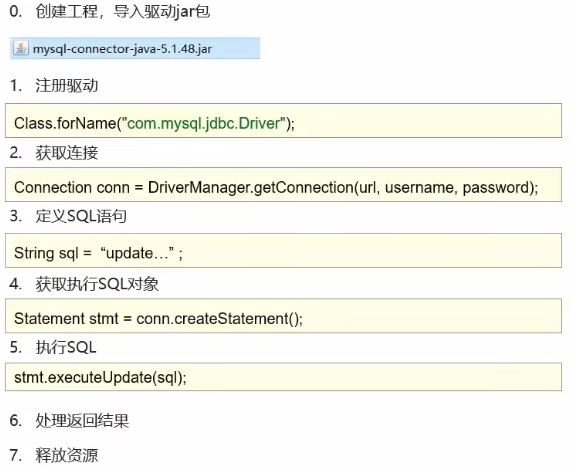 0. 创建工程，导入驱动jar包
mysql-connector-java-5.1.48.jar
1. 注册驱动
Class.forName("com.mysql.jdbc.Driver");
2. 获取连接
Connection conn = DriverManager.getConnection(url, username, password);
3. 定义SQL语句
String sql = “update…” ;
4. 获取执行SQL对象
Statement stmt = conn.createStatement();
5. 执行SQL
stmt.executeUpdate(sql);
6. 处理返回结果
7. 释放资源